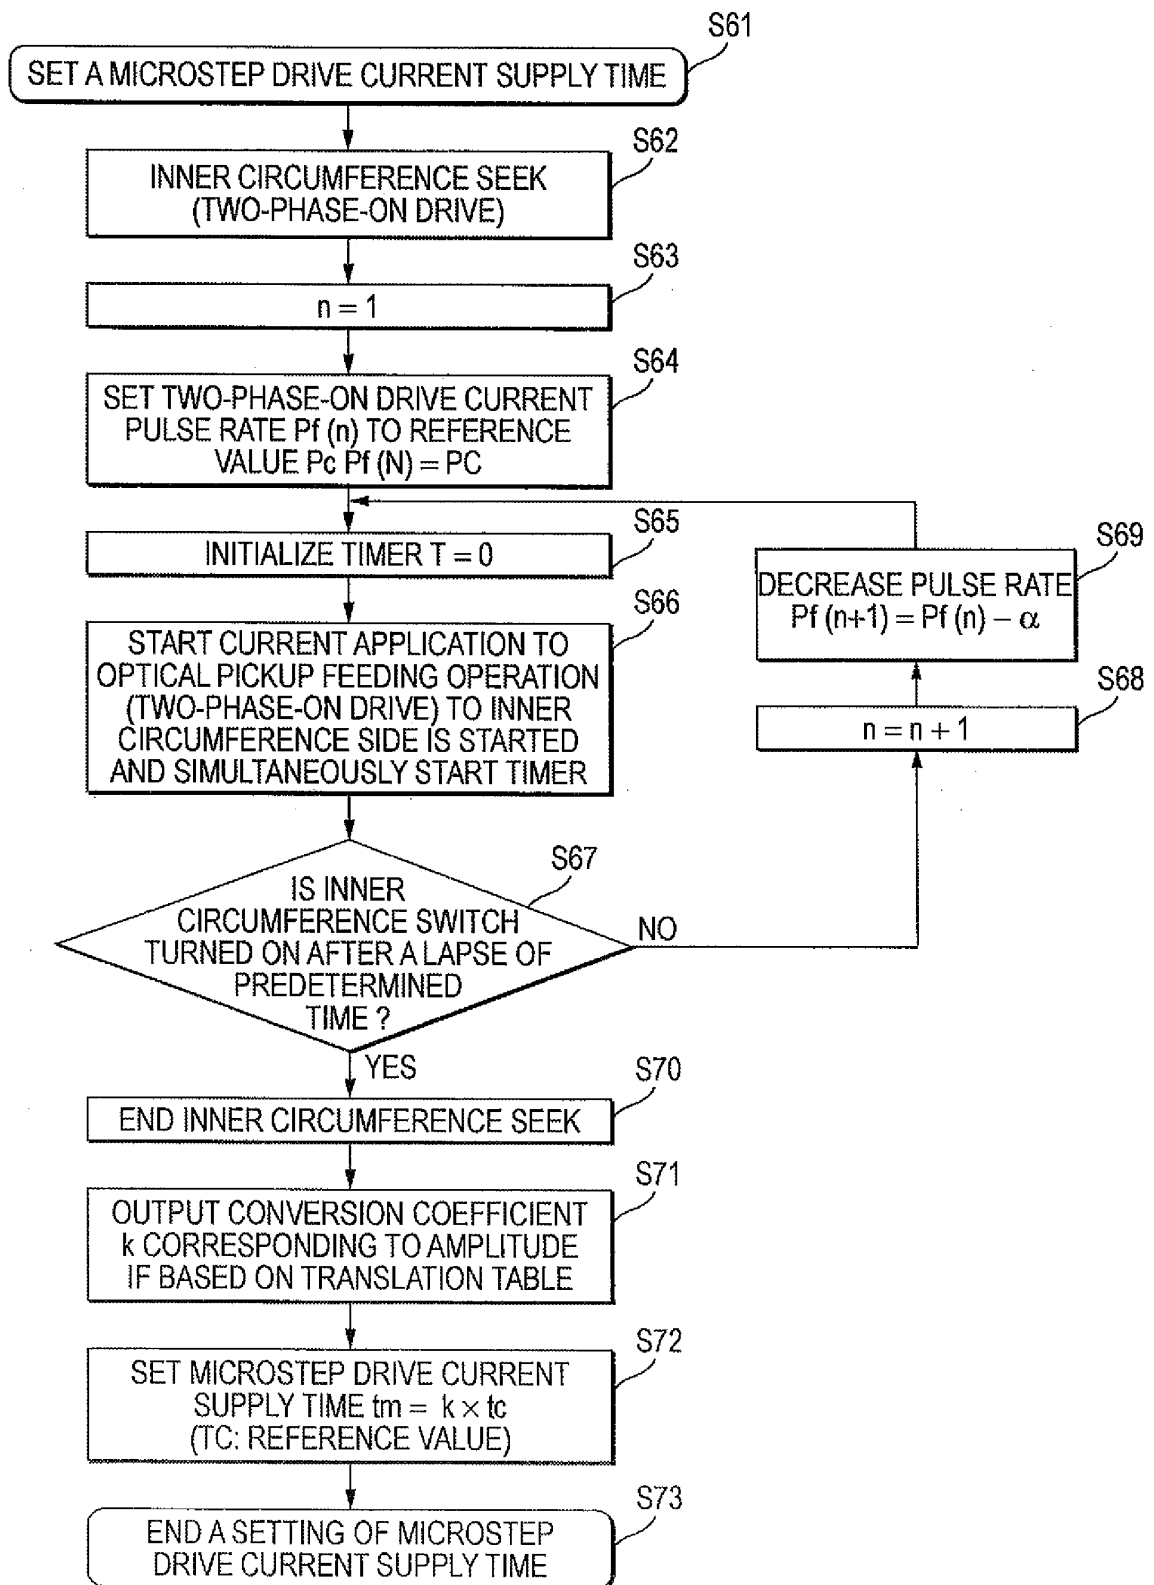 S61
SET A MICROSTEP DRIVE CURRENT SUPPLY TIME
S62
INNER CIRCUMFERENCE SEEK
(TWO-PHASE-ON DRIVE)
S63
n = 1
S64
SET TWO-PHASE-ON DRIVE CURRENT
PULSE RATE Pf (n) TO REFERENCE
VALUE Pc Pf (N) = PC
S65
INITIALIZE TIMER T = 0
S66
START CURRENT APPLICATION TO
OPTICAL PICKUP FEEDING OPERATION
(TWO-PHASE-ON DRIVE) TO INNER
CIRCUMFERENCE SIDE IS STARTED
AND SIMULTANEOUSLY START TIMER
S67
IS INNER
CIRCUMFERENCE SWITCH
TURNED ON AFTER A LAPSE OF
PREDETERMINED
TIME ?
NO
S68
n = n + 1
S69
DECREASE PULSE RATE
Pf (n+1) = Pf (n) – α
YES
S70
END INNER CIRCUMFERENCE SEEK
S71
OUTPUT CONVERSION COEFFICIENT
k CORRESPONDING TO AMPLITUDE
IF BASED ON TRANSLATION TABLE
S72
SET MICROSTEP DRIVE CURRENT
SUPPLY TIME tm = k × tc
(TC: REFERENCE VALUE)
S73
END A SETTING OF MICROSTEP
DRIVE CURRENT SUPPLY TIME